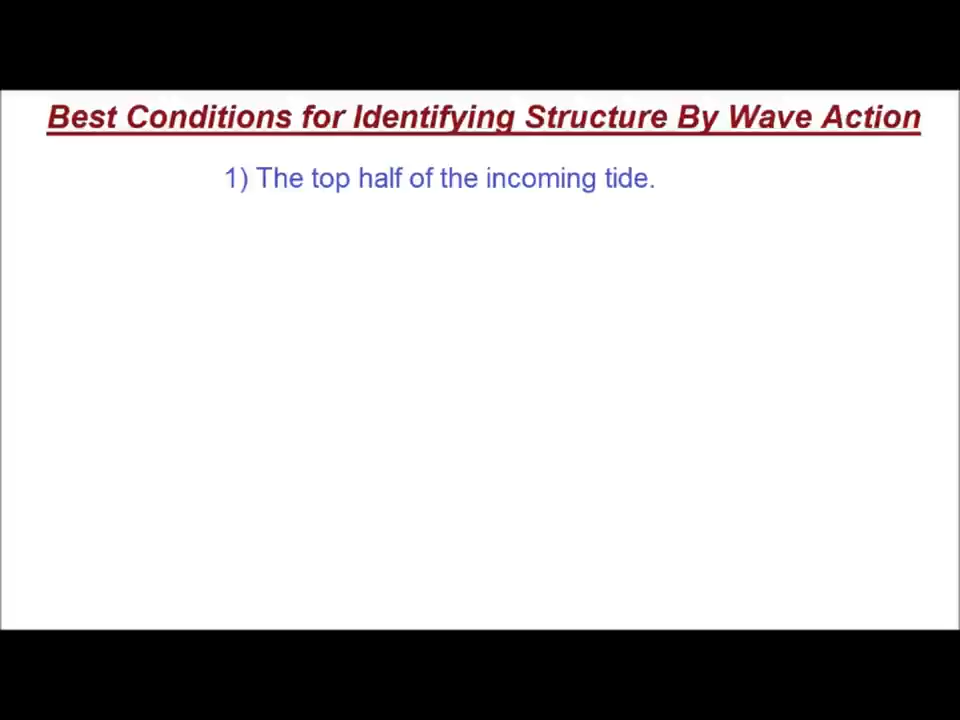 Best Conditions for Identifying Structure By Wave Action
1) The top half of the incoming tide.